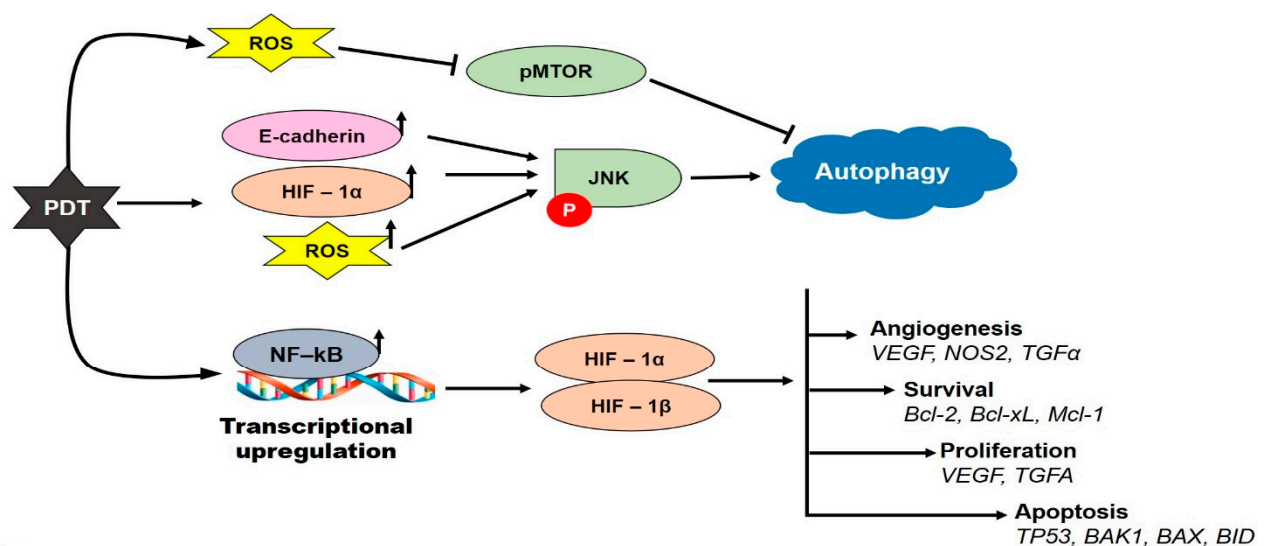 ROS
pMTOR
E-cadherin
HIF – 1α
ROS
JNK
P
Autophagy
PDT
NF–kB
Transcriptional
upregulation
HIF – 1α
HIF – 1β
Angiogenesis
VEGF, NOS2, TGFα
Survival
Bcl-2, Bcl-xL, Mcl-1
Proliferation
VEGF, TGFA
Apoptosis
TP53, BAK1, BAX, BID